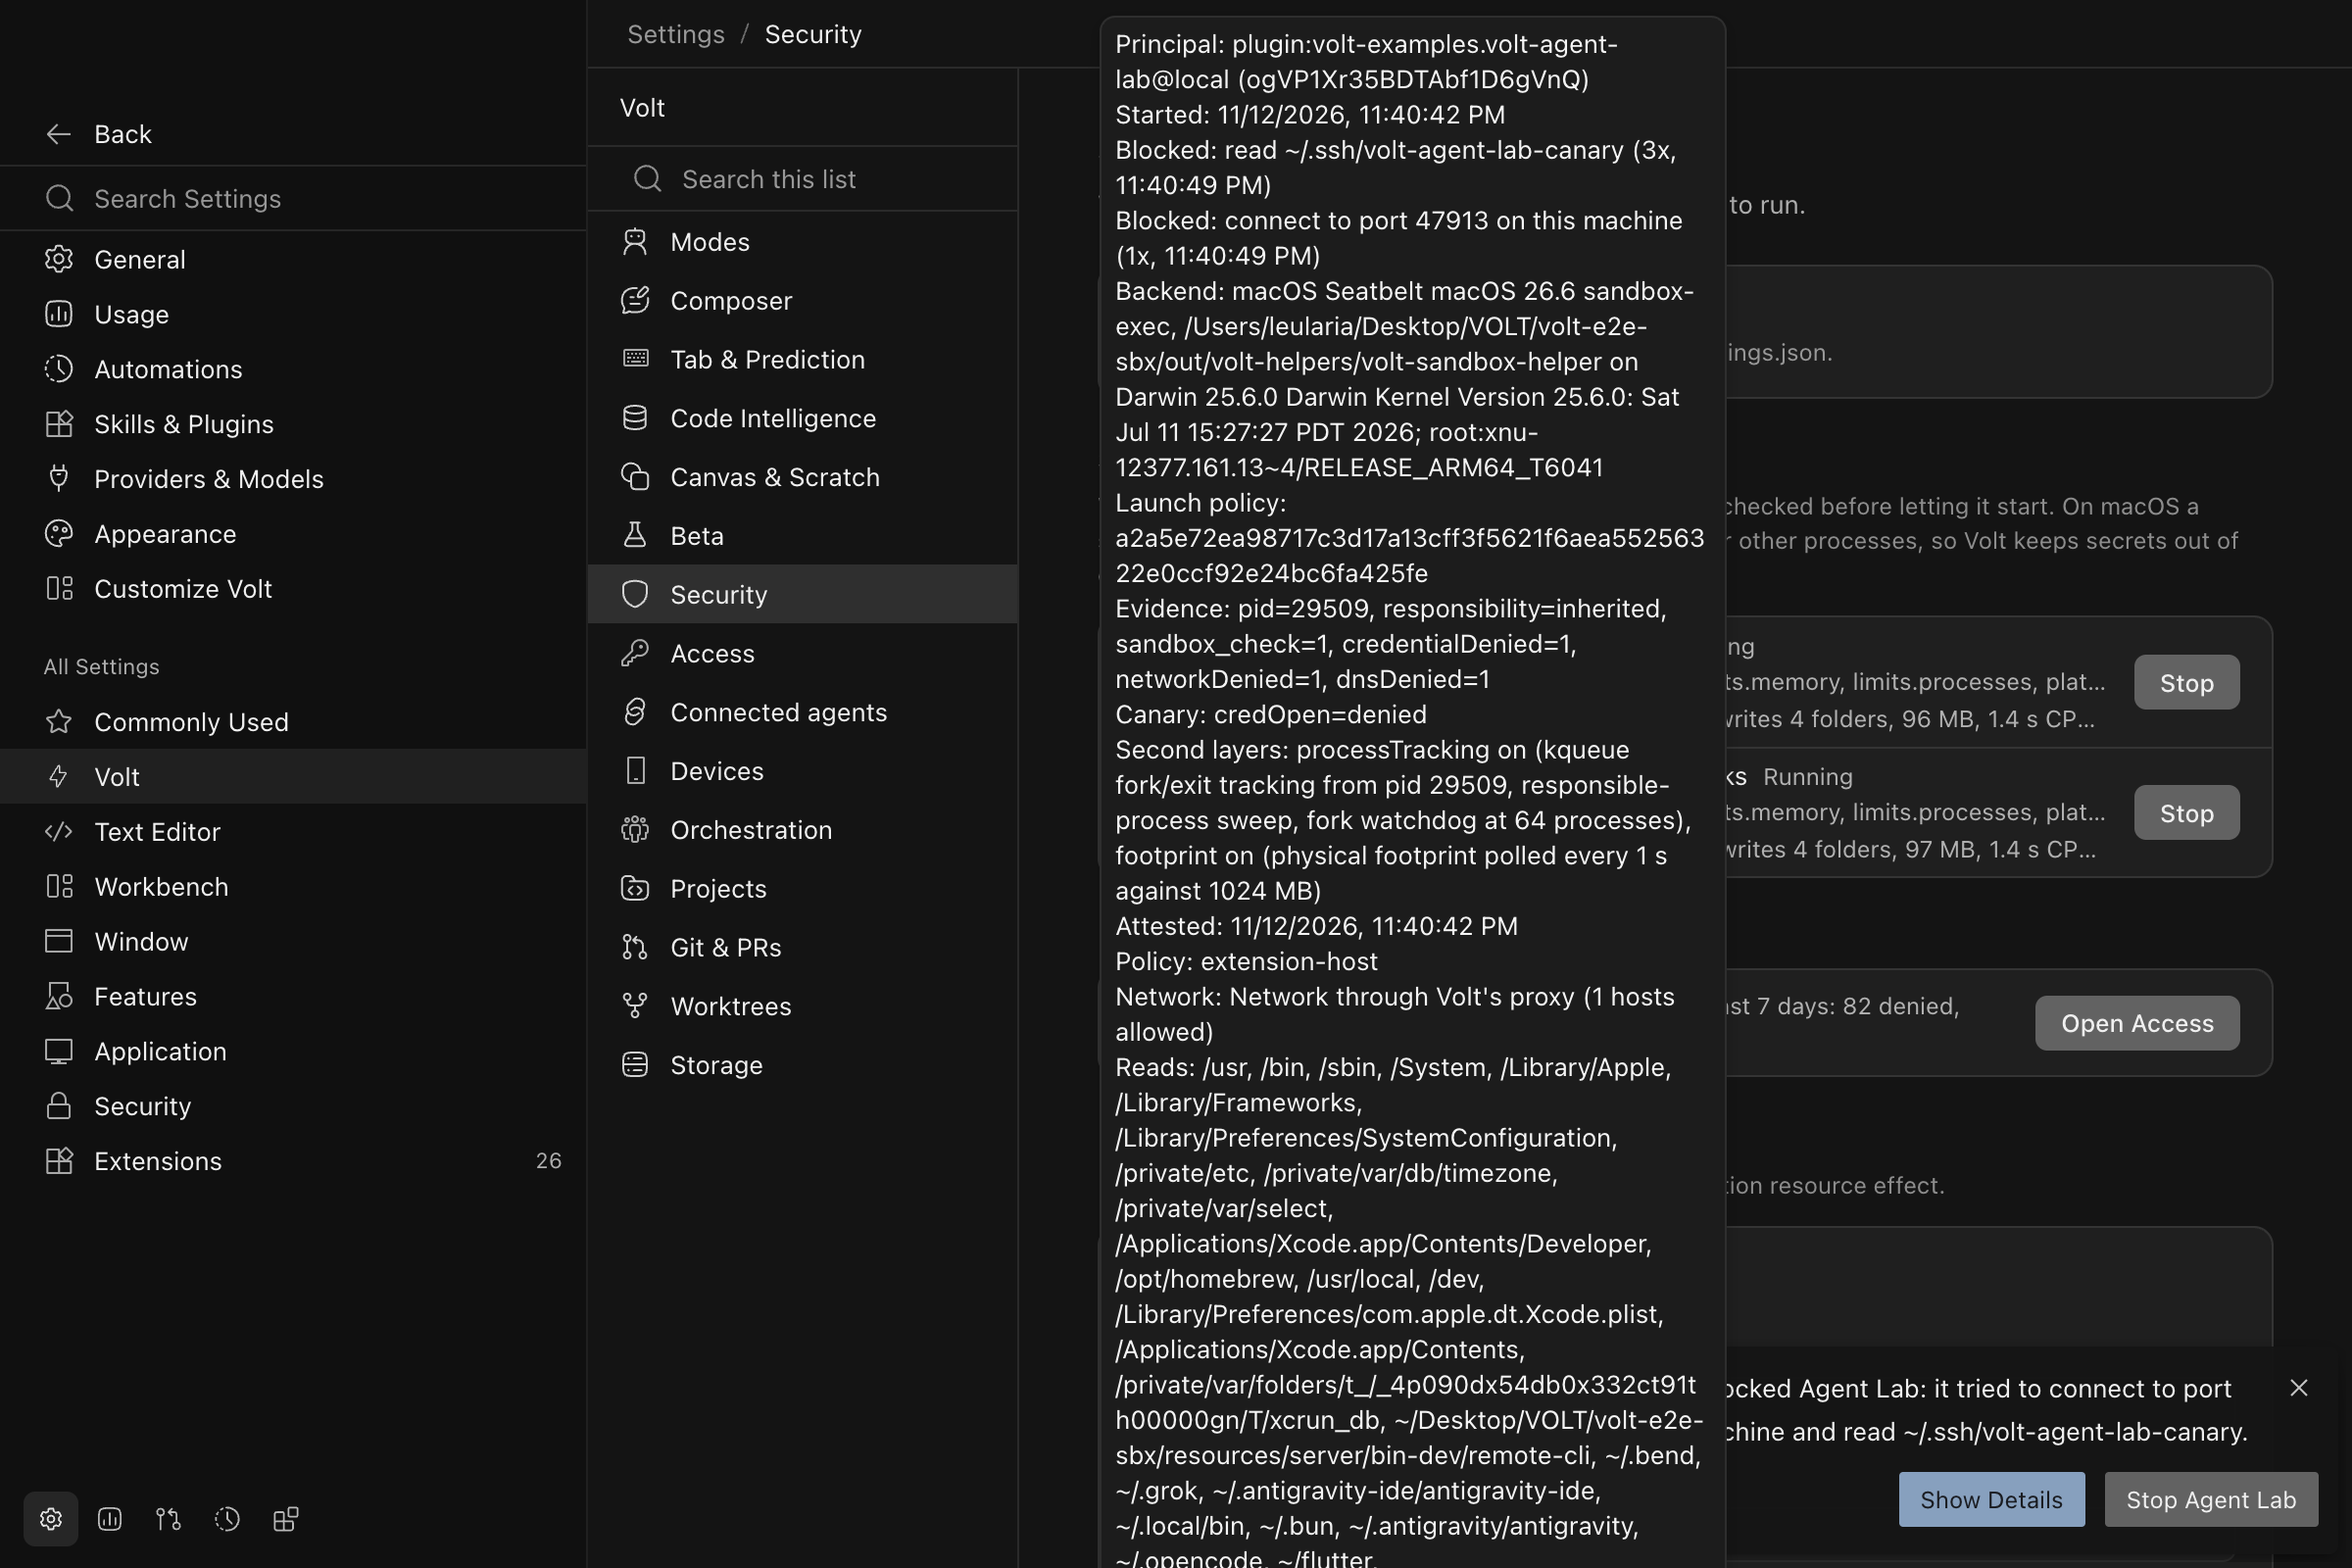 Back
Search Settings
General
Usage
Automations
Skills & Plugins
Providers & Models
Appearance
Customize Volt
All Settings
Commonly Used
Volt
Text Editor
Workbench
Window
Features
Application
Security
Extensions 26
Settings / Security
Volt
Search this list
Modes
Composer
Tab & Prediction
Code Intelligence
Canvas & Scratch
Beta
Security
Access
Connected agents
Devices
Orchestration
Projects
Git & PRs
Worktrees
Storage
Principal: plugin:volt-examples.volt-agent-
lab@local (ogVP1Xr35BDTAbf1D6gVnQ)
Started: 11/12/2026, 11:40:42 PM
Blocked: read ~/.ssh/volt-agent-lab-canary (3x,
11:40:49 PM)
Blocked: connect to port 47913 on this machine
(1x, 11:40:49 PM)
Backend: macOS Seatbelt macOS 26.6 sandbox-
exec, /Users/leularia/Desktop/VOLT/volt-e2e-
sbx/out/volt-helpers/volt-sandbox-helper on
Darwin 25.6.0 Darwin Kernel Version 25.6.0: Sat
Jul 11 15:27:27 PDT 2026; root:xnu-
12377.161.13~4/RELEASE_ARM64_T6041
Launch policy:
a2a5e72ea98717c3d17a13cff3f5621f6aea552563
22e0ccf92e24bc6fa425fe
Evidence: pid=29509, responsibility=inherited,
sandbox_check=1, credentialDenied=1,
networkDenied=1, dnsDenied=1
Canary: credOpen=denied
Second layers: processTracking on (kqueue
fork/exit tracking from pid 29509, responsible-
process sweep, fork watchdog at 64 processes),
footprint on (physical footprint polled every 1 s
against 1024 MB)
Attested: 11/12/2026, 11:40:42 PM
Policy: extension-host
Network: Network through Volt's proxy (1 hosts
allowed)
Reads: /usr, /bin, /sbin, /System, /Library/Apple,
/Library/Frameworks,
/Library/Preferences/SystemConfiguration,
/private/etc, /private/var/db/timezone,
/private/var/select,
/Applications/Xcode.app/Contents/Developer,
/opt/homebrew, /usr/local, /dev,
/Library/Preferences/com.apple.dt.Xcode.plist,
/Applications/Xcode.app/Contents,
/private/var/folders/t_/_4p090dx54db0x332ct91t
h00000gn/T/xcrun_db, ~/Desktop/VOLT/volt-e2e-
sbx/resources/server/bin-dev/remote-cli, ~/.bend,
~/.grok, ~/.antigravity-ide/antigravity-ide,
~/.local/bin, ~/.bun, ~/.antigravity/antigravity,
~/.opencode, ~/flutter,
to run.
ings.json.
checked before letting it start. On macOS a
other processes, so Volt keeps secrets out of
ng
ts.memory, limits.processes, plat...
writes 4 folders, 96 MB, 1.4 s CP...
Stop
ks Running
ts.memory, limits.processes, plat...
writes 4 folders, 97 MB, 1.4 s CP...
Stop
st 7 days: 82 denied,
Open Access
ion resource effect.
ocked Agent Lab: it tried to connect to port
chine and read ~/.ssh/volt-agent-lab-canary.
Show Details
Stop Agent Lab